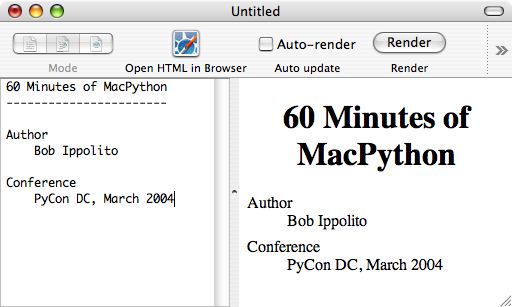 Untitled
Mode
Open HTML in Browser
Auto-render
Auto update
Render
Render
60 Minutes of MacPython
-----------------------
Author
Bob Ippolito
Conference
PyCon DC, March 2004
60 Minutes of
MacPython
Author
Bob Ippolito
Conference
PyCon DC, March 2004